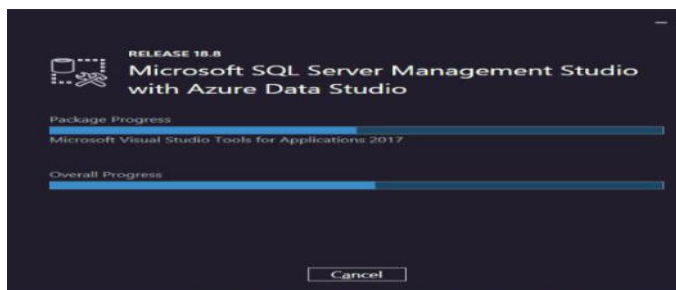 RELEASE 18.8
Microsoft SQL Server Management Studio
with Azure Data Studio
Package Progress
Microsoft Visual Studio Tools for Applications 2017
Overall Progress
Cancel